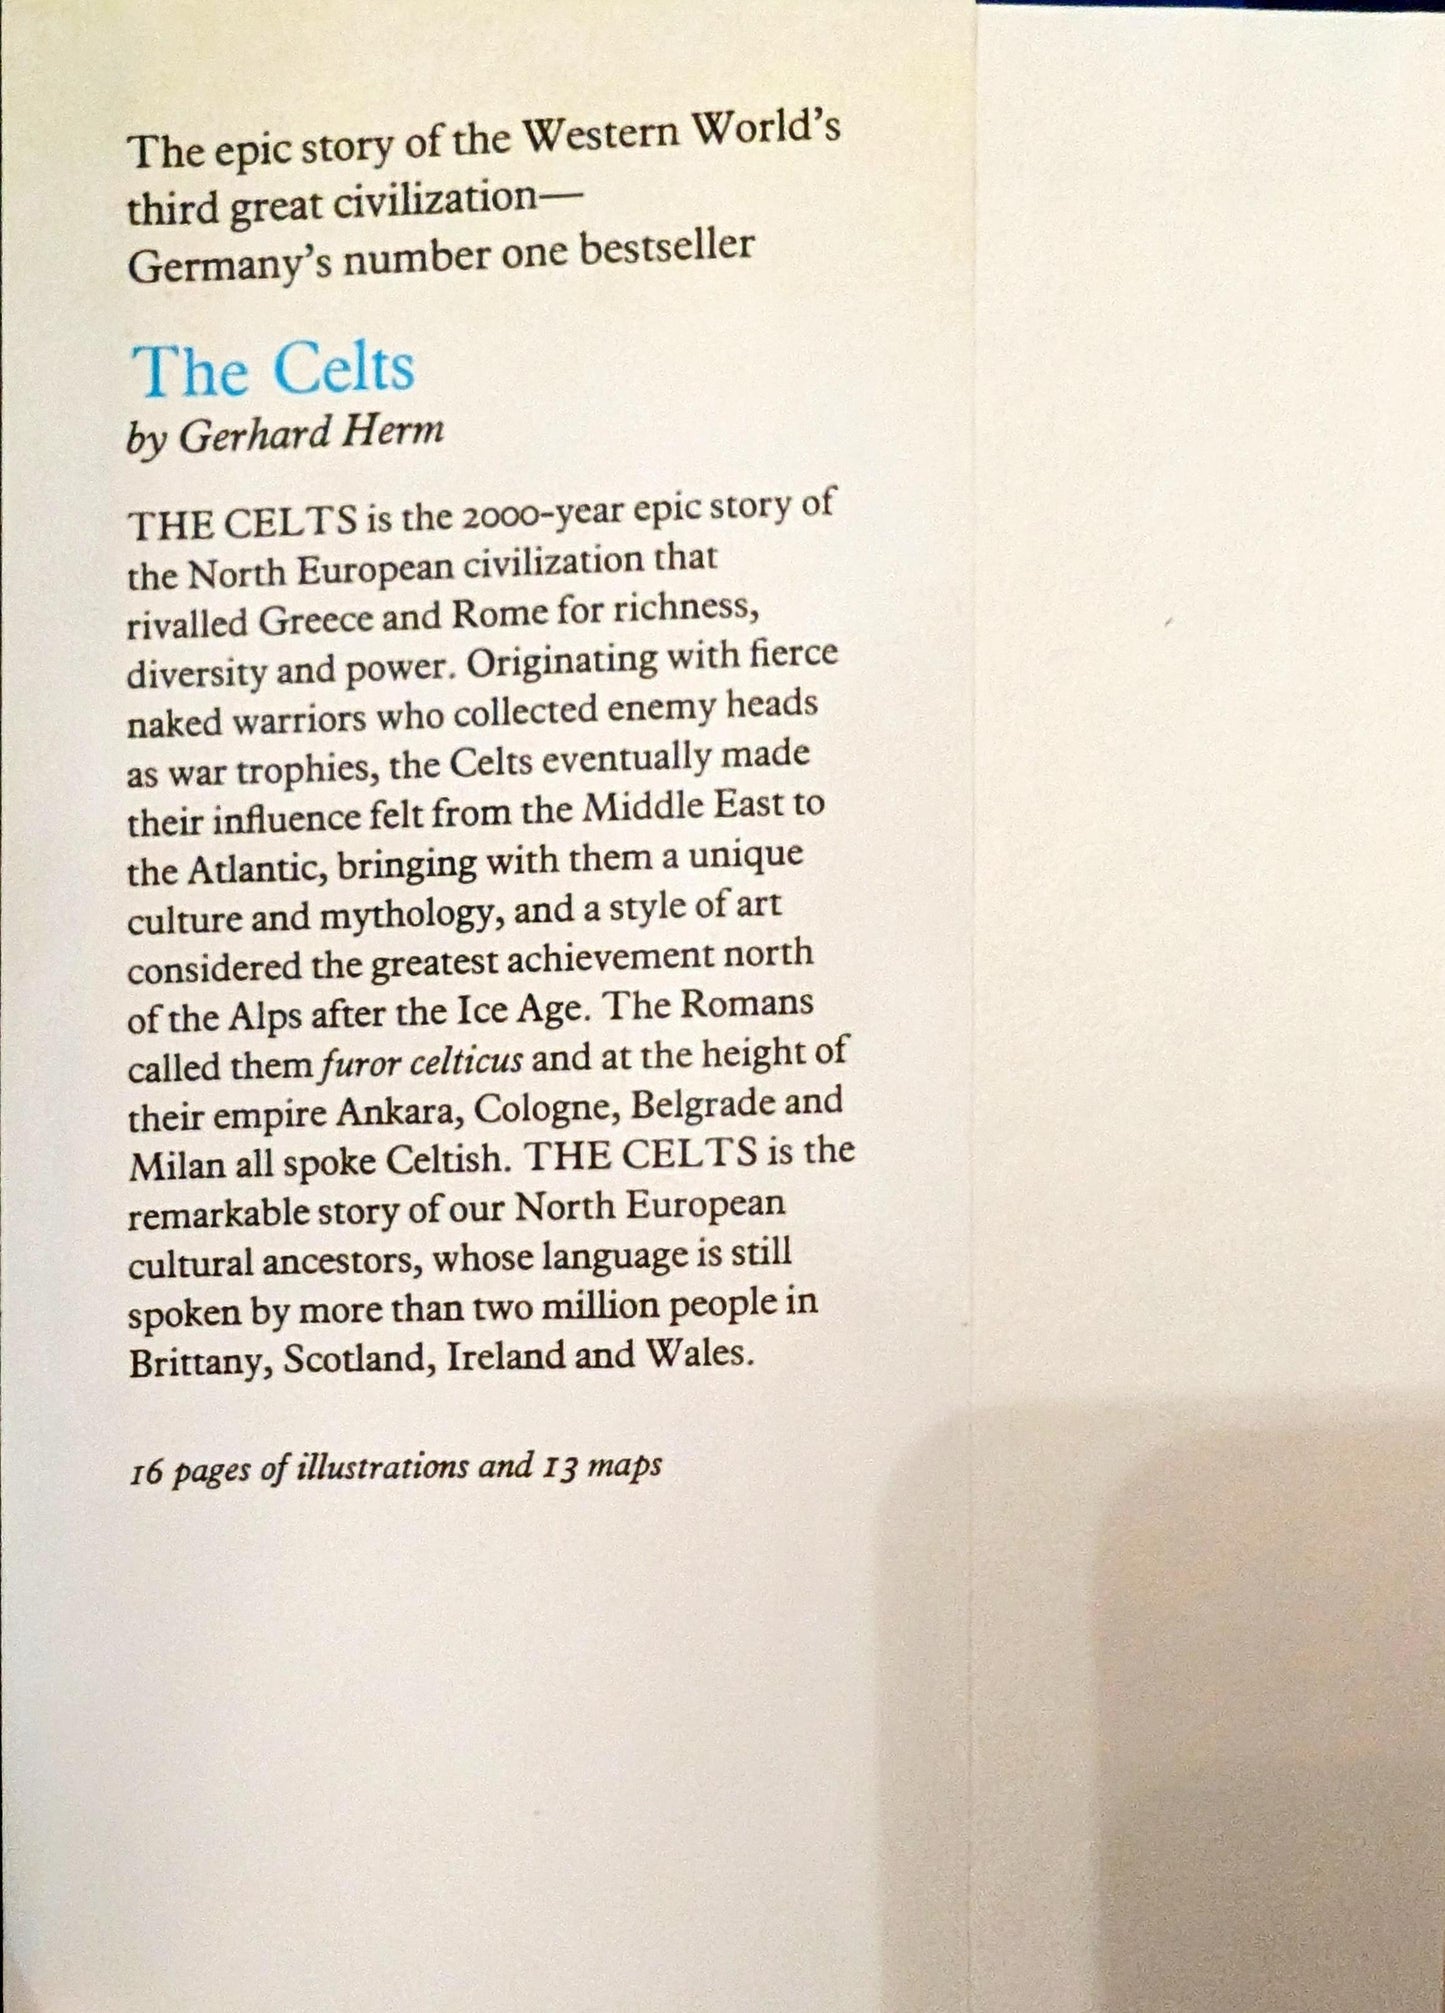 The epic story of the Western World's
third great civilization—
Germany's number one bestseller
The Celts
by Gerhard Herm
THE CELTS is the 2000-year epic story of
the North European civilization that
rivalled Greece and Rome for richness,
diversity and power. Originating with fierce
naked warriors who collected enemy heads
as war trophies, the Celts eventually made
their influence felt from the Middle East to
the Atlantic, bringing with them a unique
culture and mythology, and a style of art
considered the greatest achievement north
of the Alps after the Ice Age. The Romans
called them furor celticus and at the height of
their empire Ankara, Cologne, Belgrade and
Milan all spoke Celtish. THE CELTS is the
remarkable story of our North European
cultural ancestors, whose language is still
spoken by more than two million people in
Brittany, Scotland, Ireland and Wales.
16 pages of illustrations and 13 maps